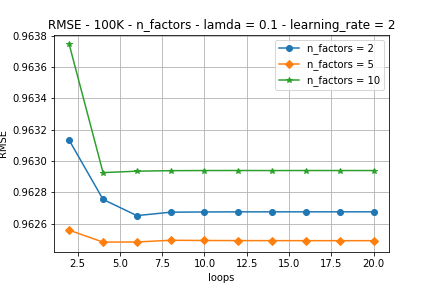 RMSE - 100K - n_factors - lamda = 0.1 - learning_rate = 2
0.9638
0.9636
0.9634
0.9632
0.9630
0.9628
0.9626
RMSE
n_factors = 2
n_factors = 5
n_factors = 10
2.5 5.0 7.5 10.0 12.5 15.0 17.5 20.0
loops